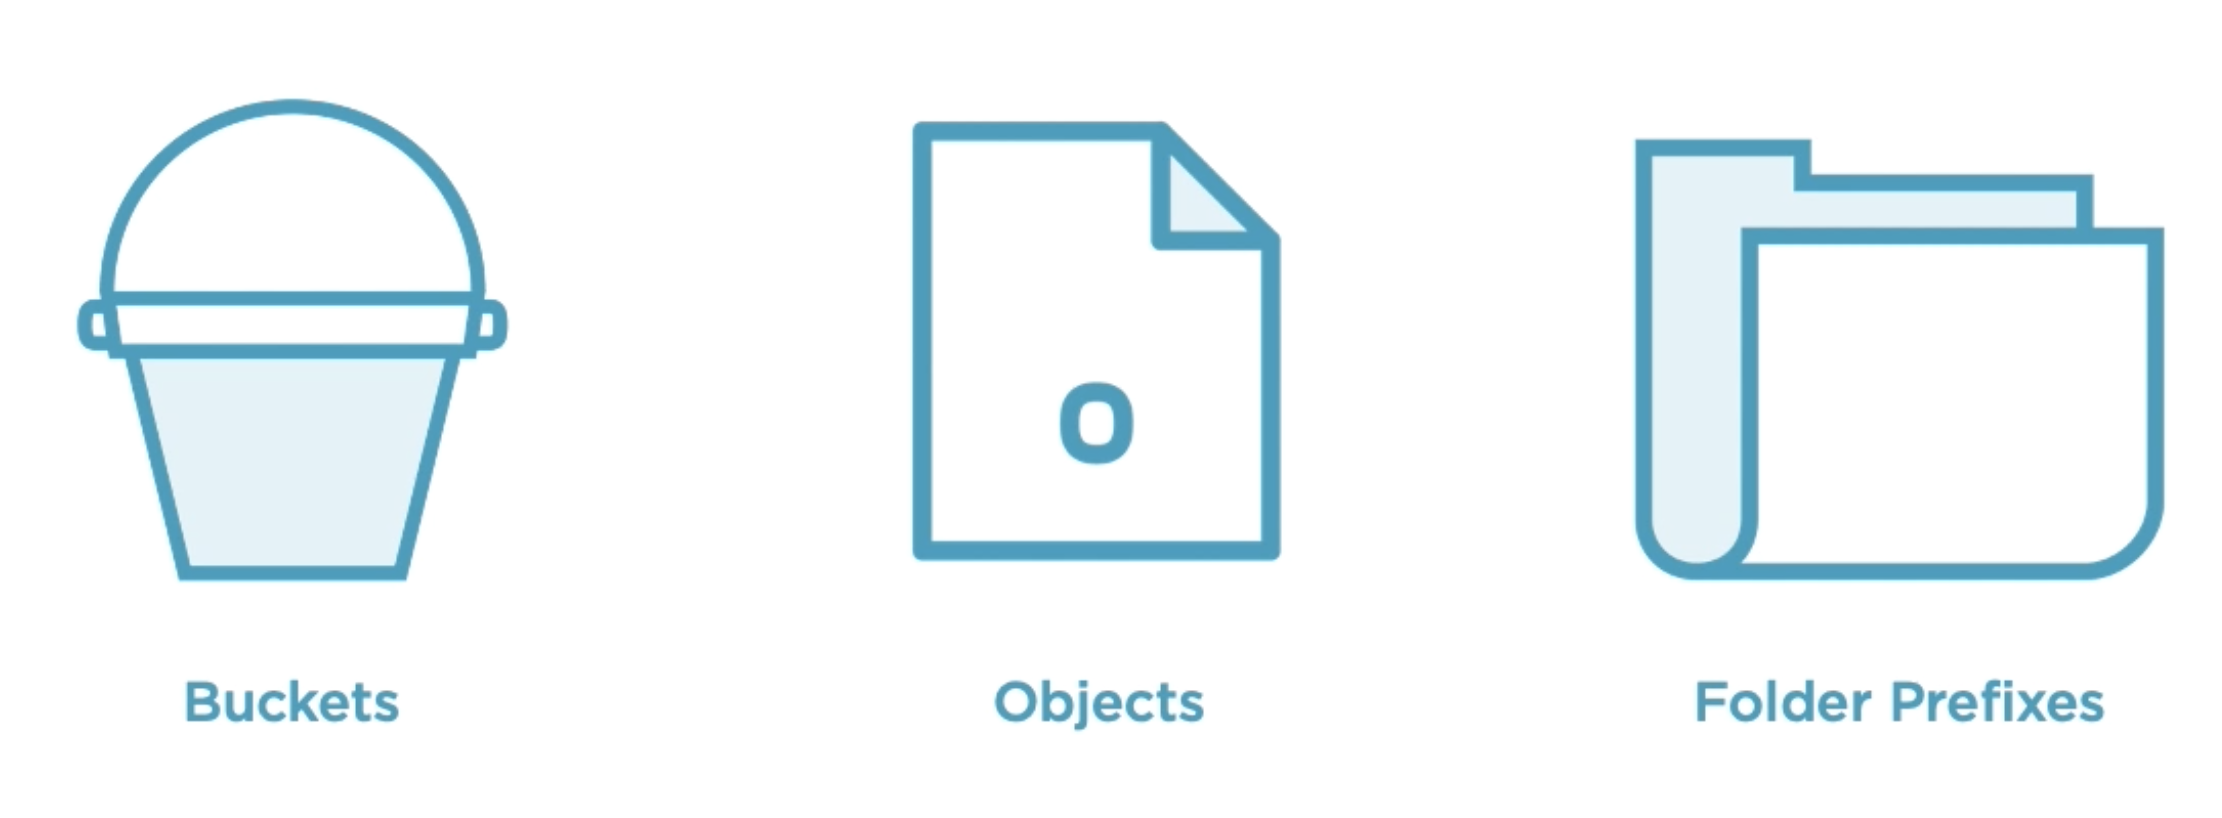 o
Buckets
Objects
Folder Prefixes